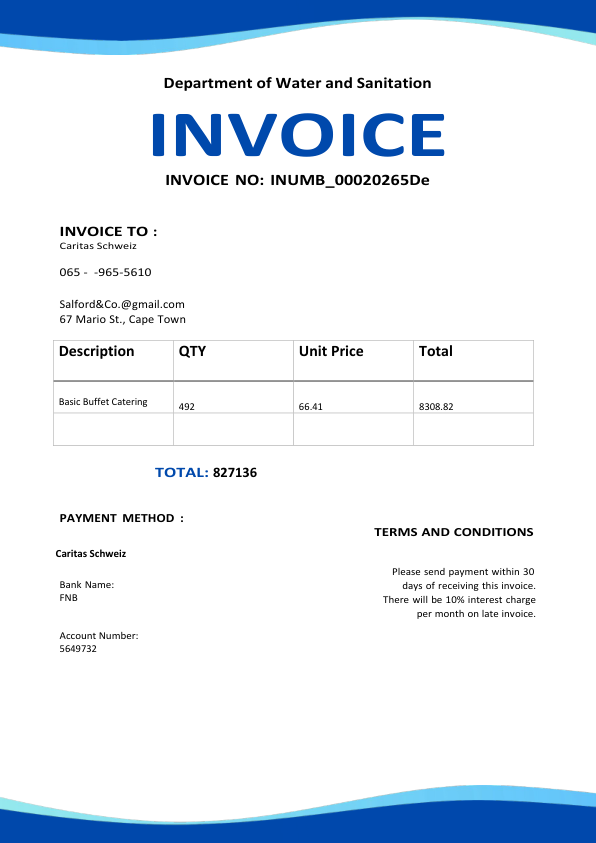 Department of Water and Sanitation
INVOICE
INVOICE NO: INUMB_00020265De
INVOICE TO :
Caritas Schweiz
065 -  -965-5610
Salford&Co.@gmail.com
67 Mario St., Cape Town
Description QTY Unit Price Total
Basic Buffet Catering 492 66.41 8308.82
TOTAL: 827136
PAYMENT METHOD :
Caritas Schweiz
Bank Name:
FNB
Account Number:
5649732
TERMS AND CONDITIONS
Please send payment within 30
days of receiving this invoice.
There will be 10% interest charge
per month on late invoice.